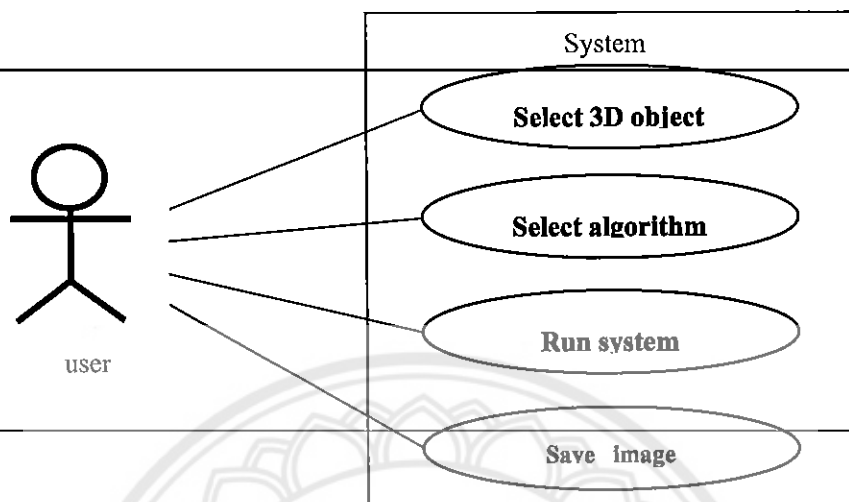 System
Select 3D object
Select algorithm
Run system
user
Save image